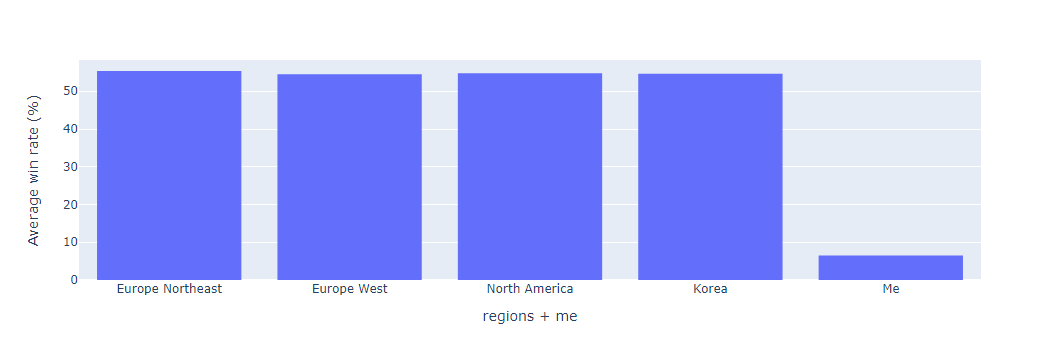 Average win rate (%)
50
40
30
20
10
0
Europe Northeast
Europe West
North America
Korea
Me
regions + me